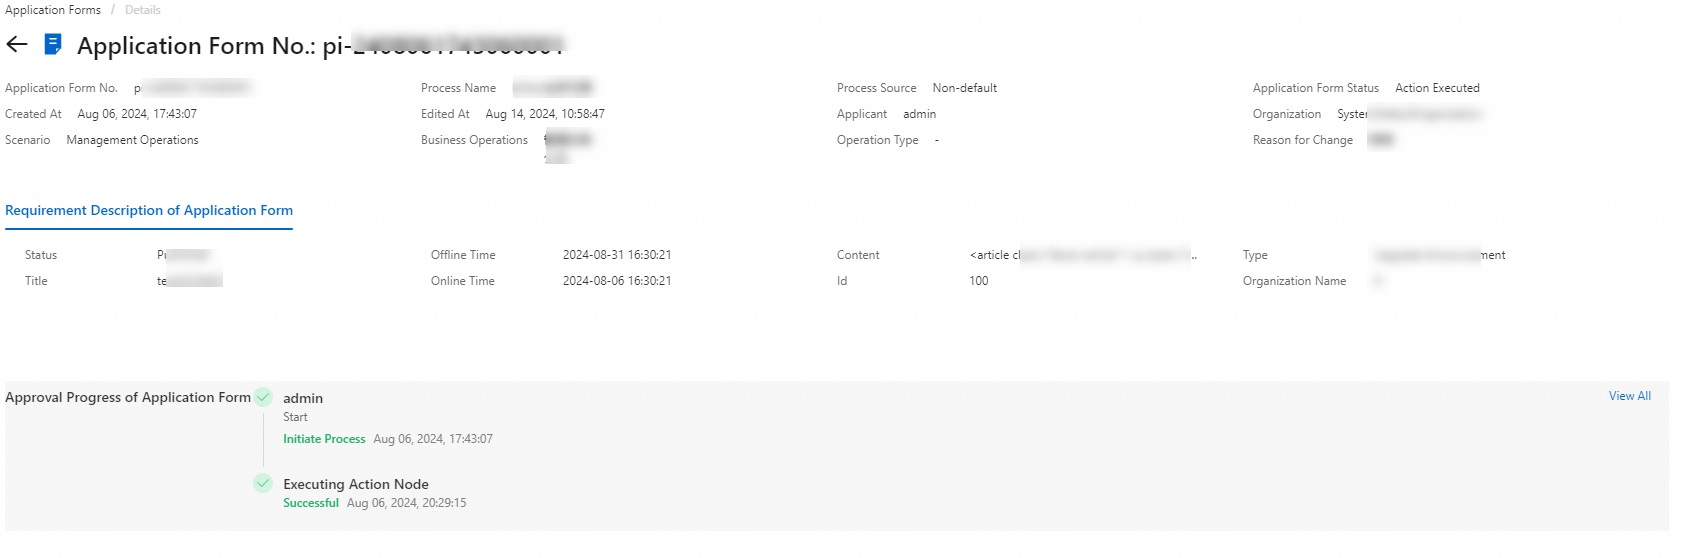 Application Forms / Details
Application Form No.: pi-
Application Form No. Process Name Process Source Non-default Application Form Status Action Executed
Created At Aug 06, 2024, 17:43:07 Edited At Aug 14, 2024, 10:58:47 Applicant admin Organization
Scenario Management Operations Business Operations Operation Type - Reason for Change
Requirement Description of Application Form
Status Offline Time 2024-08-31 16:30:21 Content <article Type
Title Online Time 2024-08-06 16:30:21 Id 100 Organization Name
Approval Progress of Application Form admin View All
Start
Initiate Process Aug 06, 2024, 17:43:07
Executing Action Node
Successful Aug 06, 2024, 20:29:15